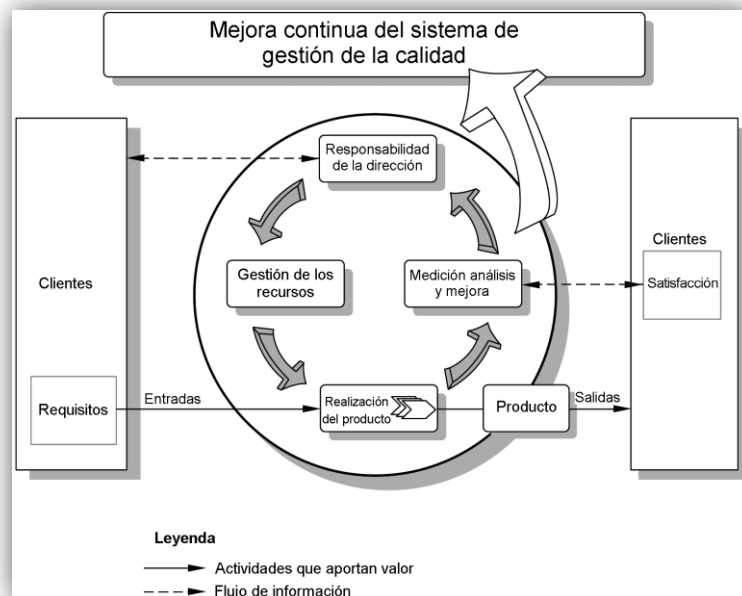 Mejora continua del sistema de
gestión de la calidad
Responsabilidad
de la dirección
Clientes
Gestión de los
recursos
Medición análisis
y mejora
Clientes
Satisfacción
Requisitos
Entradas
Realización
del producto
Producto
Salidas
Leyenda
Actividades que aportan valor
Flujo de información